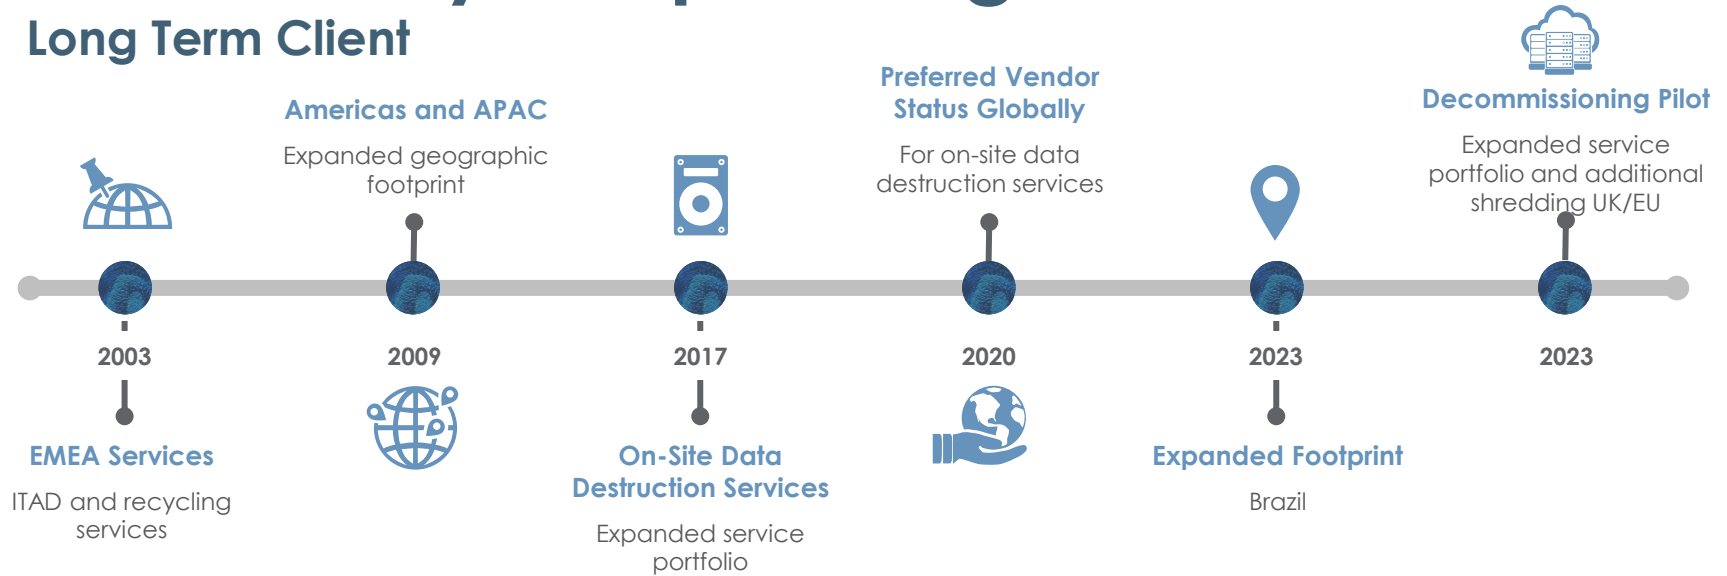 Long Term Client
EMEA Services
ITAD and recycling
services
2003
Americas and APAC
Expanded geographic
footprint
2009
2017
On-Site Data
Destruction Services
Expanded service
portfolio
Preferred Vendor
Status Globally
For on-site data
destruction services
2020
2023
Expanded Footprint
Brazil
Decommissioning Pilot
Expanded service
portfolio and additional
shredding UK/EU
2023